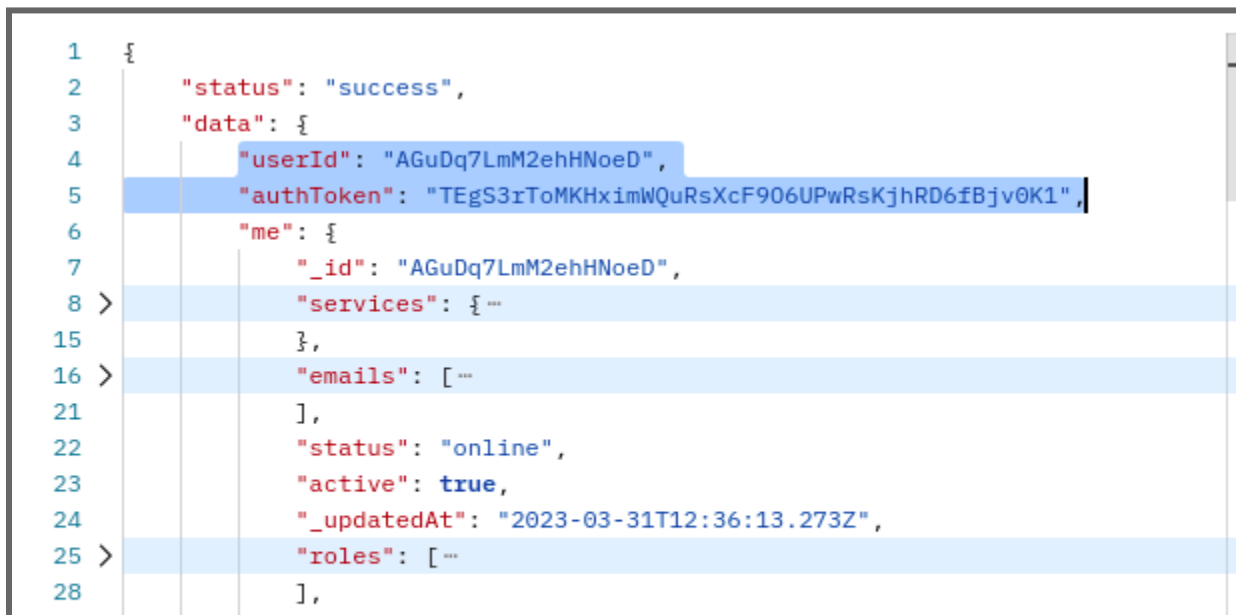 1 {
2 "status": "success",
3 "data": {
4 "userId": "AGuDq7LmM2ehHNoeD",
5 "authToken": "TEgS3rToMKHximWQuRsXcF9O6UPwRsKjhRD6fBjv0K1",
6 "me": {
7 "_id": "AGuDq7LmM2ehHNoeD",
8 > "services": {⋯
15 },
16 > "emails": [⋯
21 ],
22 "status": "online",
23 "active": true,
24 "_updatedAt": "2023-03-31T12:36:13.273Z",
25 > "roles": [⋯
28 ],